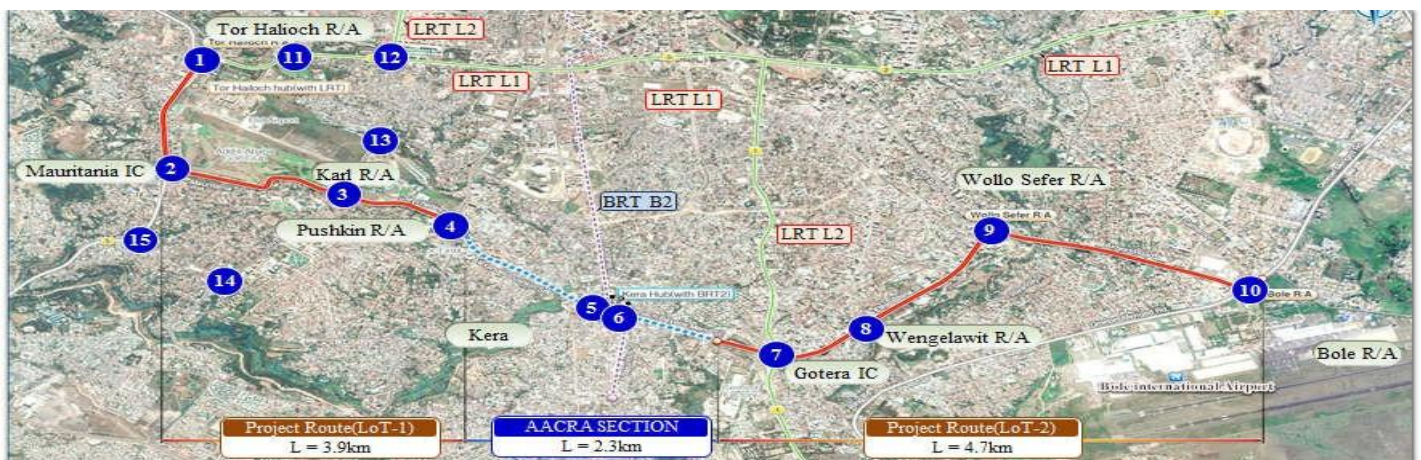 Tor Halioch R/A
LRT L2
1
11
12
LRT L1
LRT L1
LRT L1
Tor Hailoch hub(with LRT)
13
Mauritania IC
2
Karl R/A
3
Wollo Sefer R/A
BRT B2
Pushkin R/A
4
Wollo Sefer R A
LRT L2
9
15
14
Kera Hub(with BRT2)
10
Bole R A
5
6
Kera
8
Wengelawit R/A
7
Gotera IC
Bole R/A
Bole international Airport
Project Route(LoT-1)
L = 3.9km
AACRA SECTION
L = 2.3km
Project Route(LoT-2)
L = 4.7km